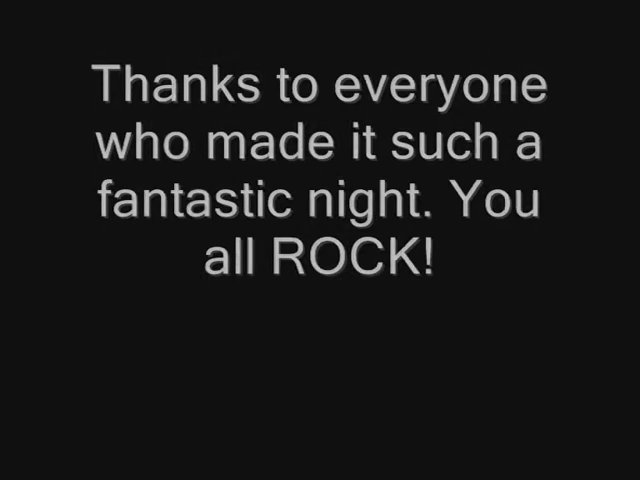 Thanks to everyone
who made it such a
fantastic night. You
all ROCK!